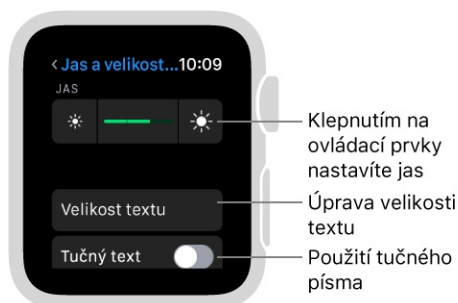 Jas a velikost...10:09
JAS
Klepnutím na
ovládací prvky
nastavíte jas
Velikost textu
Úprava velikosti
textu
Tučný text
Použití tučného
písma